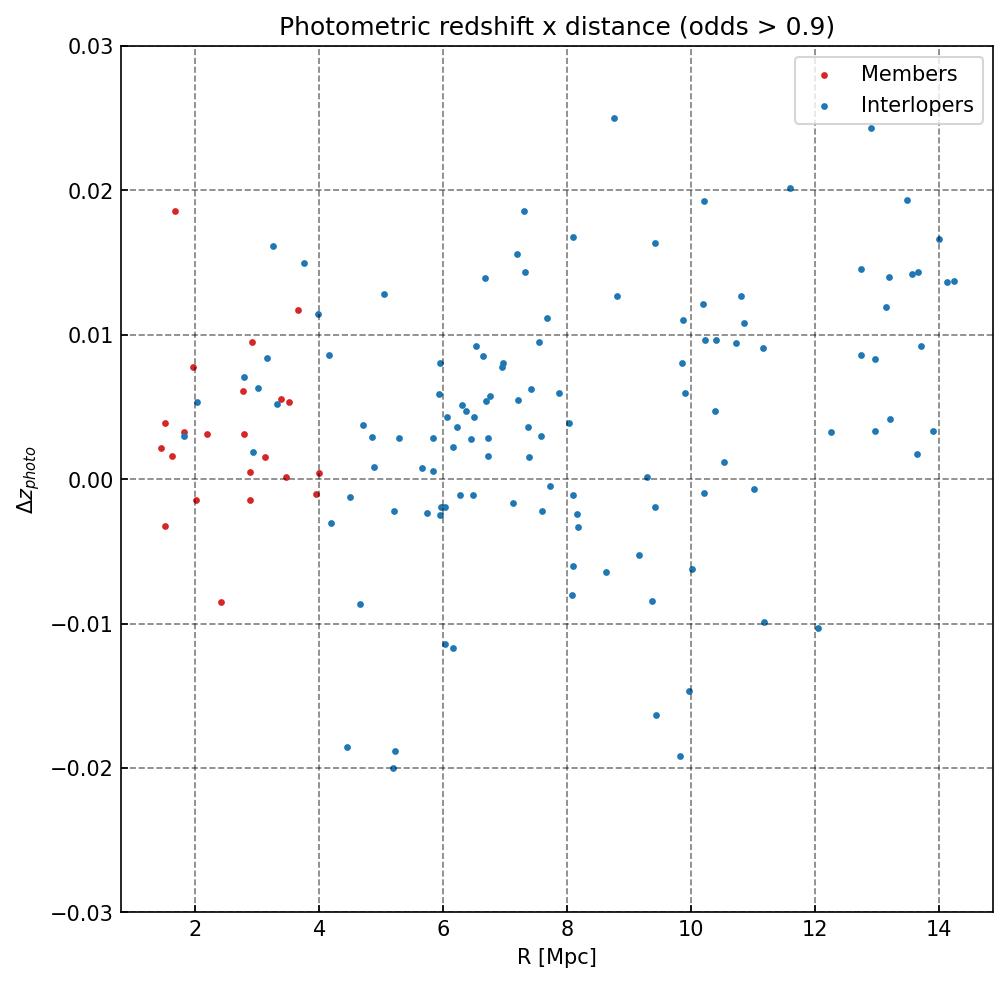 Photometric redshift x distance (odds > 0.9)
Members
Interlopers
0.03
0.02
0.01
0.00
−0.01
−0.02
−0.03
Δz_photo
2 4 6 8 10 12 14
R [Mpc]